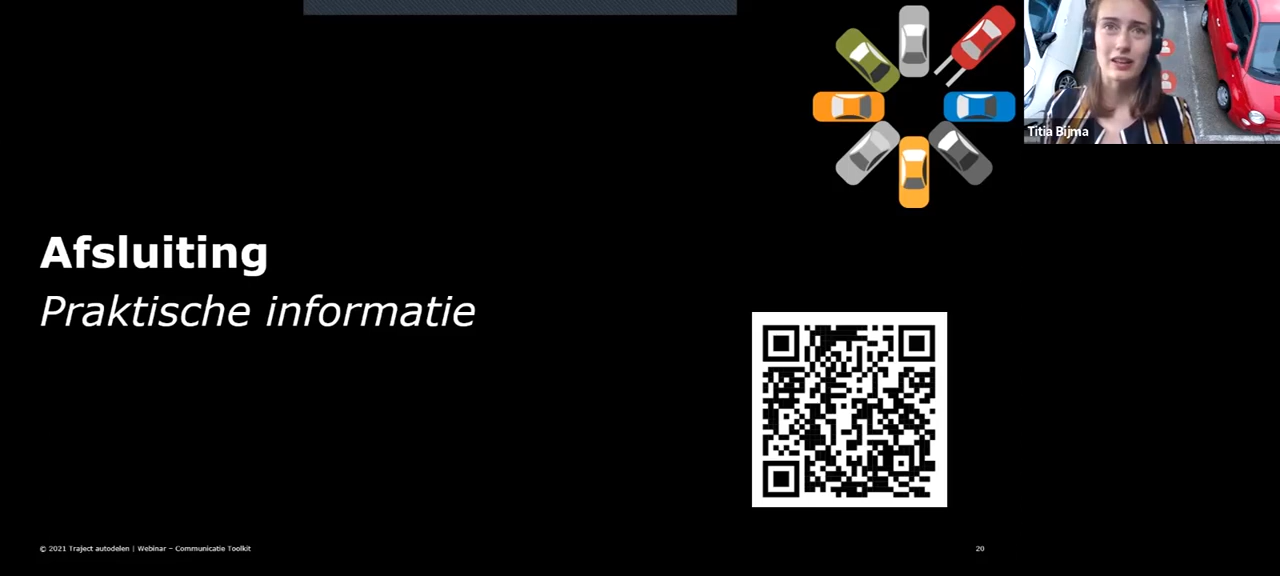 Titia Bijma
Afsluiting
Praktische informatie
© 2021 Traject autodelen | Webinar – Communicatie Toolkit
20